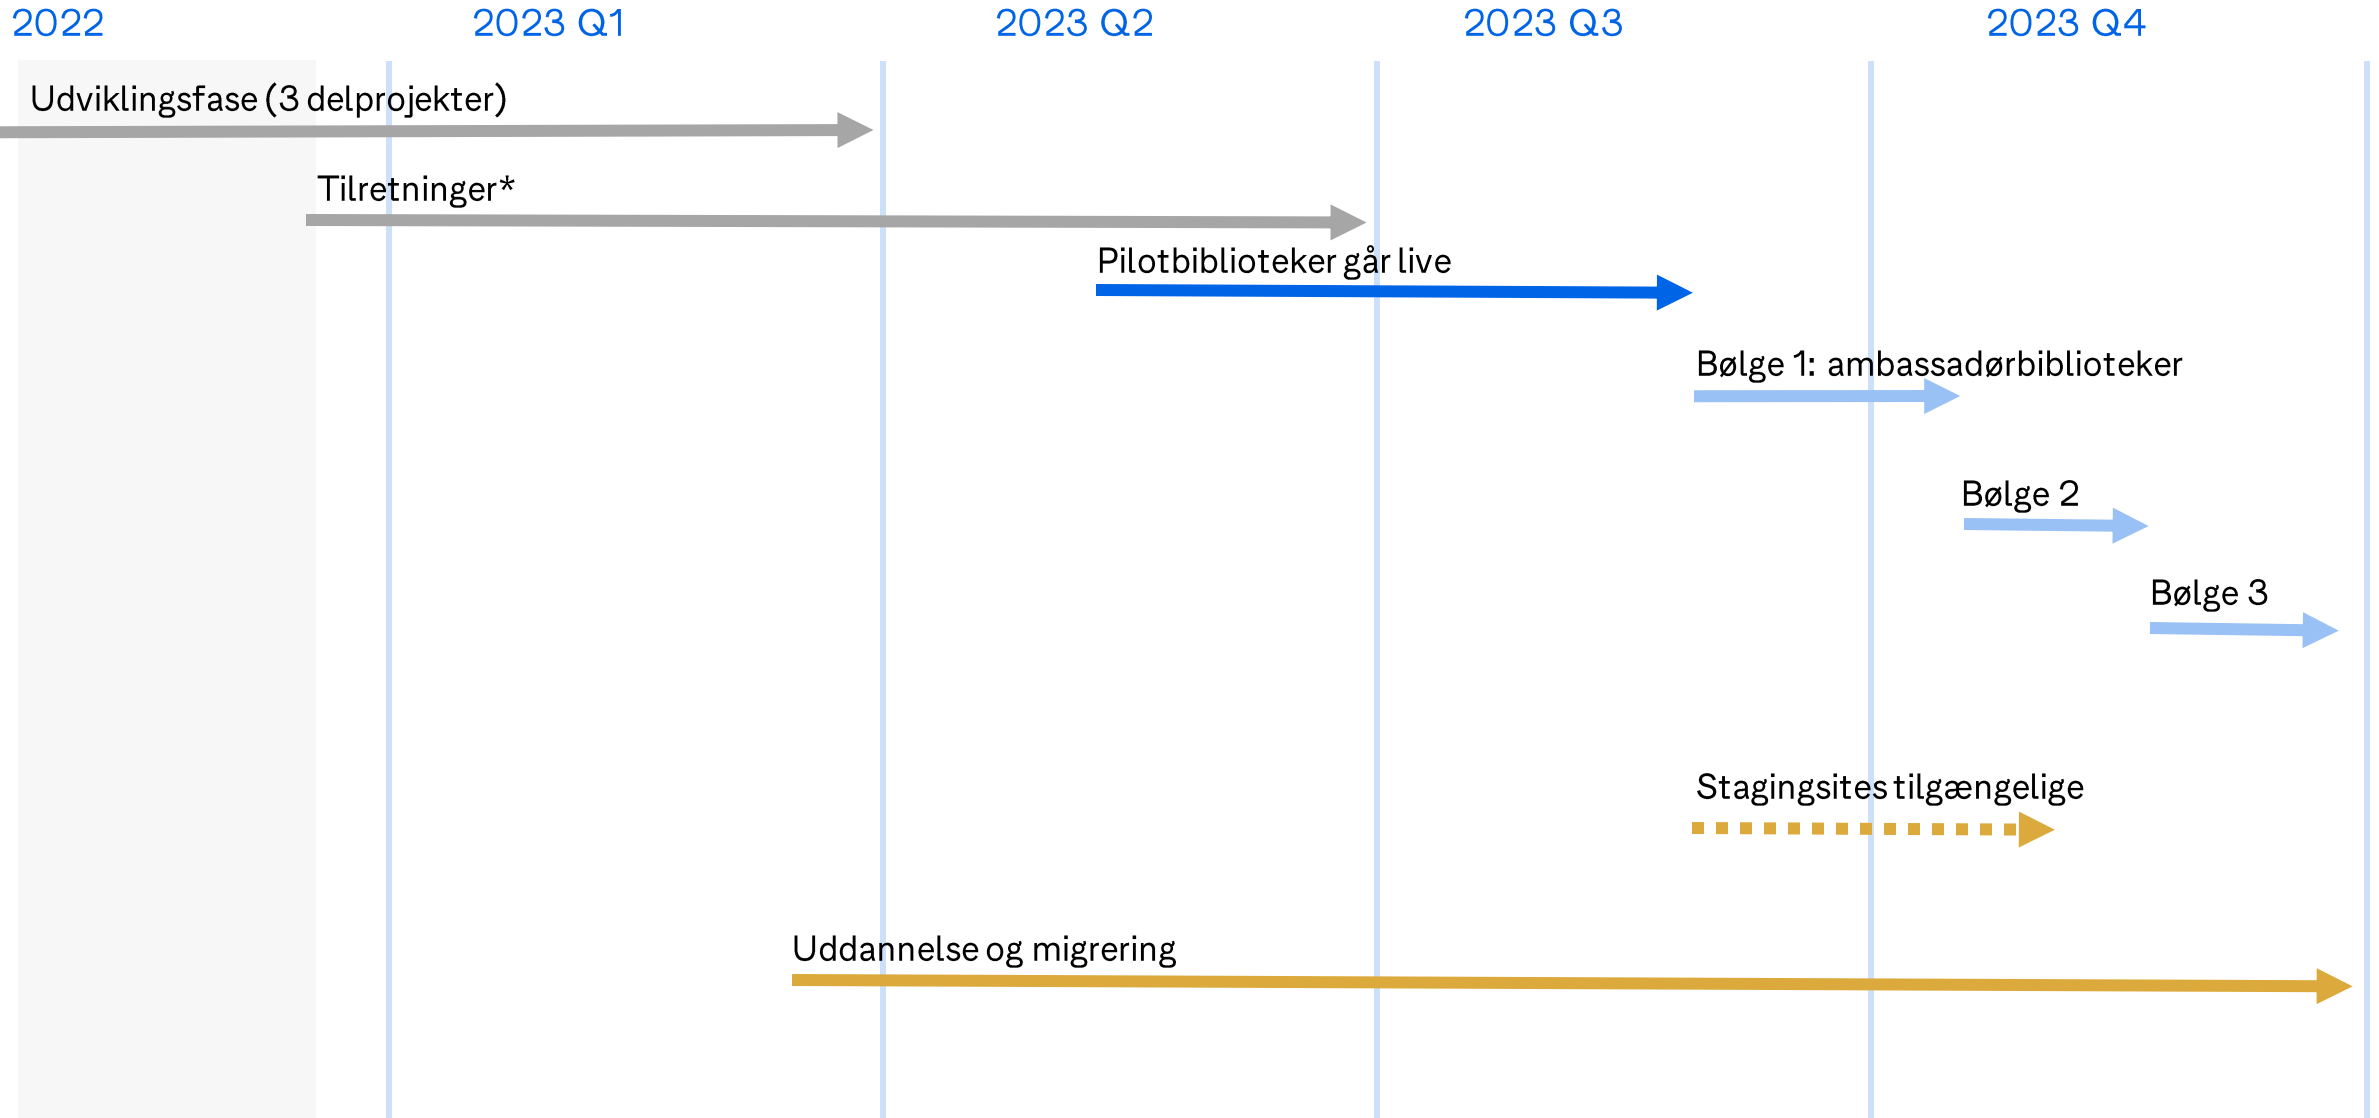 2022
2023 Q1
2023 Q2
2023 Q3
2023 Q4
Udviklingsfase (3 delprojekter)
Tilretninger*
Pilotbiblioteker går live
Bølge 1: ambassadørbiblioteker
Bølge 2
Bølge 3
Stagingsites tilgængelige
Uddannelse og migrering